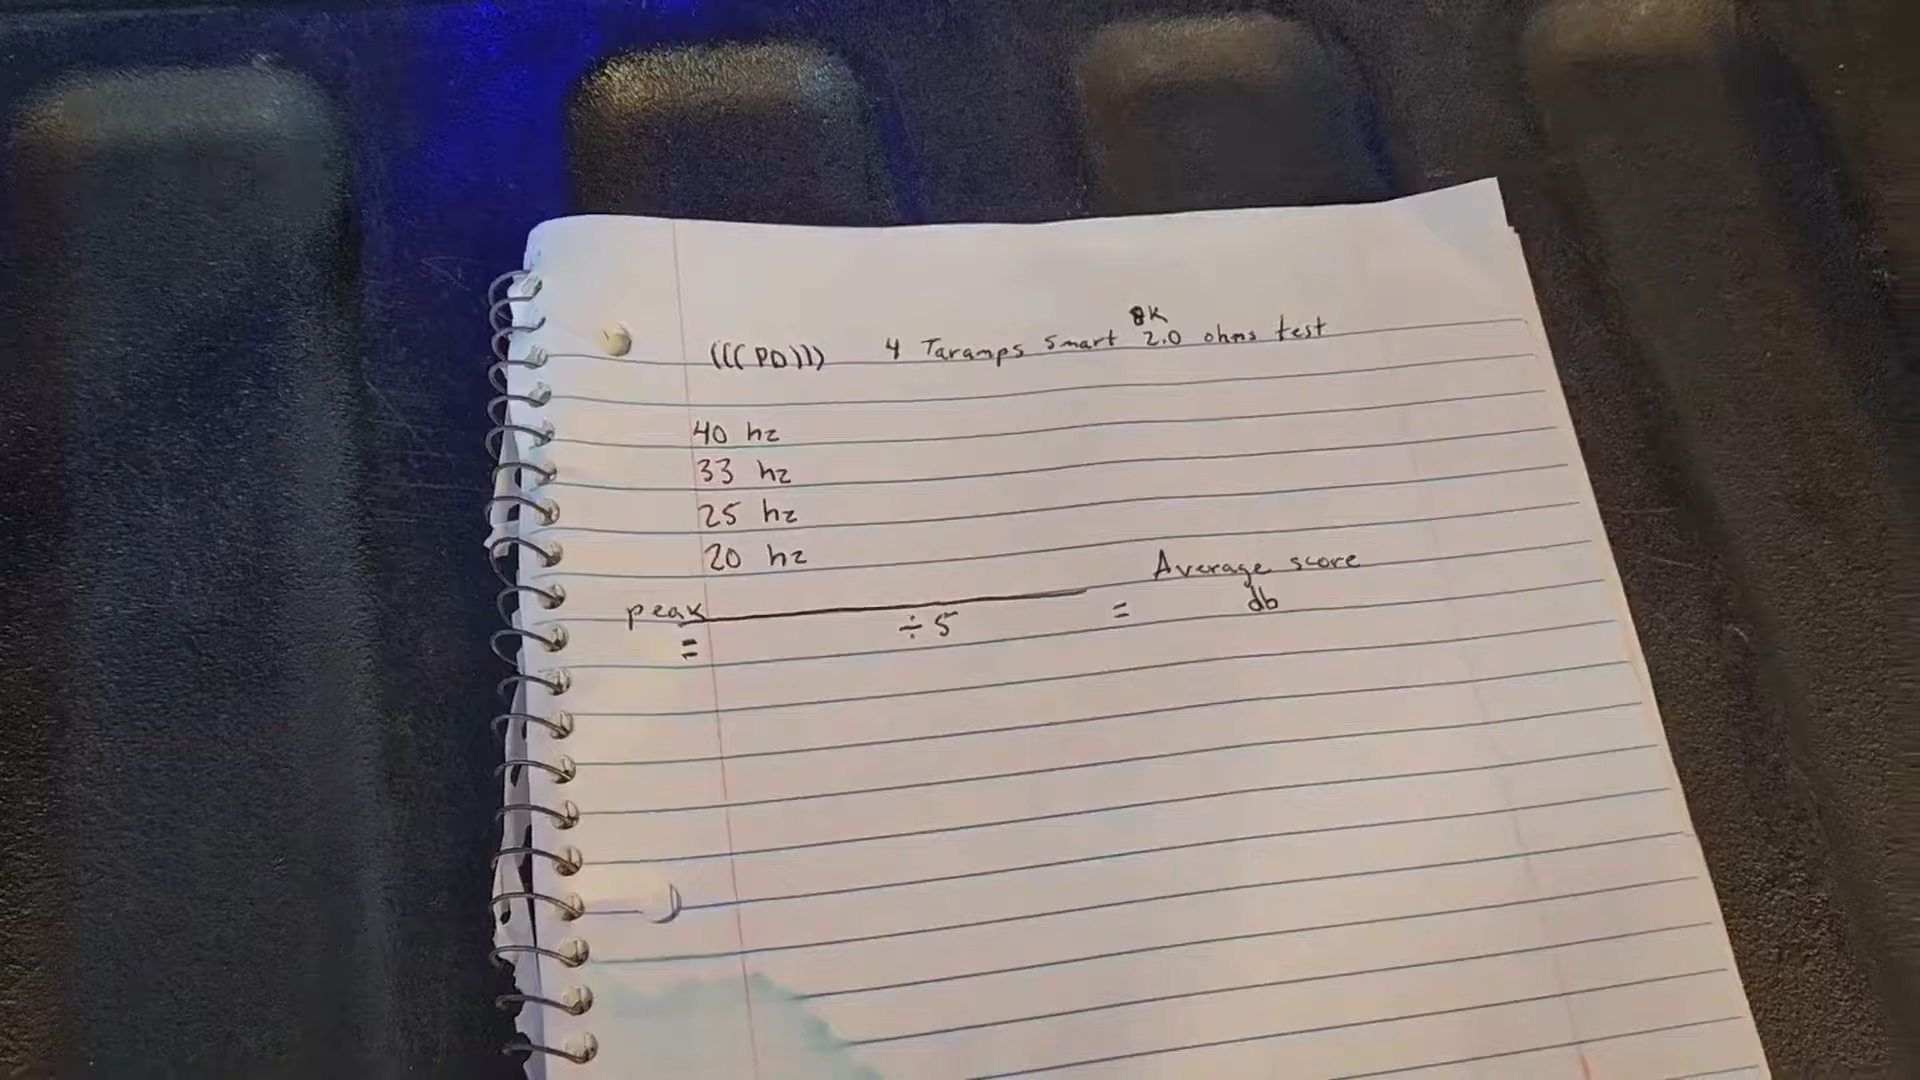 (((PD))) 4 Taramps Smart 8K 2.0 ohms test
40 hz
33 hz
25 hz
20 hz
peak
= ÷ 5 = Average score
db